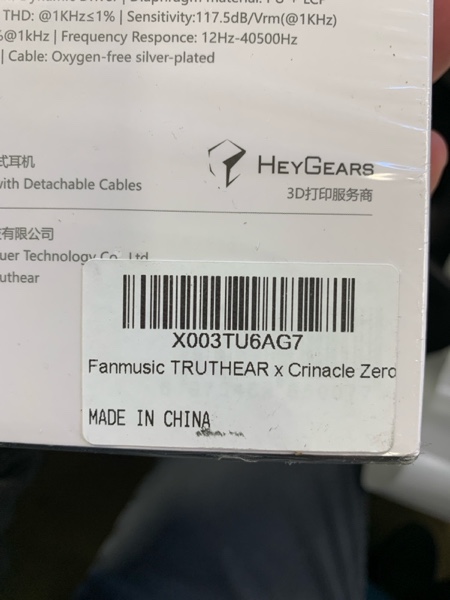 THD: @1KHz≤1% | Sensitivity:117.5dB/Vrm(@1KHz)
%@1kHz | Frequency Responce: 12Hz-40500Hz
| Cable: Oxygen-free silver-plated
式耳机
with Detachable Cables
HEYGEARS
3D打印服务商
有限公司
uer Technology Co., Ltd
ruthear
X003TU6AG7
Fanmusic TRUTHEAR x Crinacle Zero
MADE IN CHINA